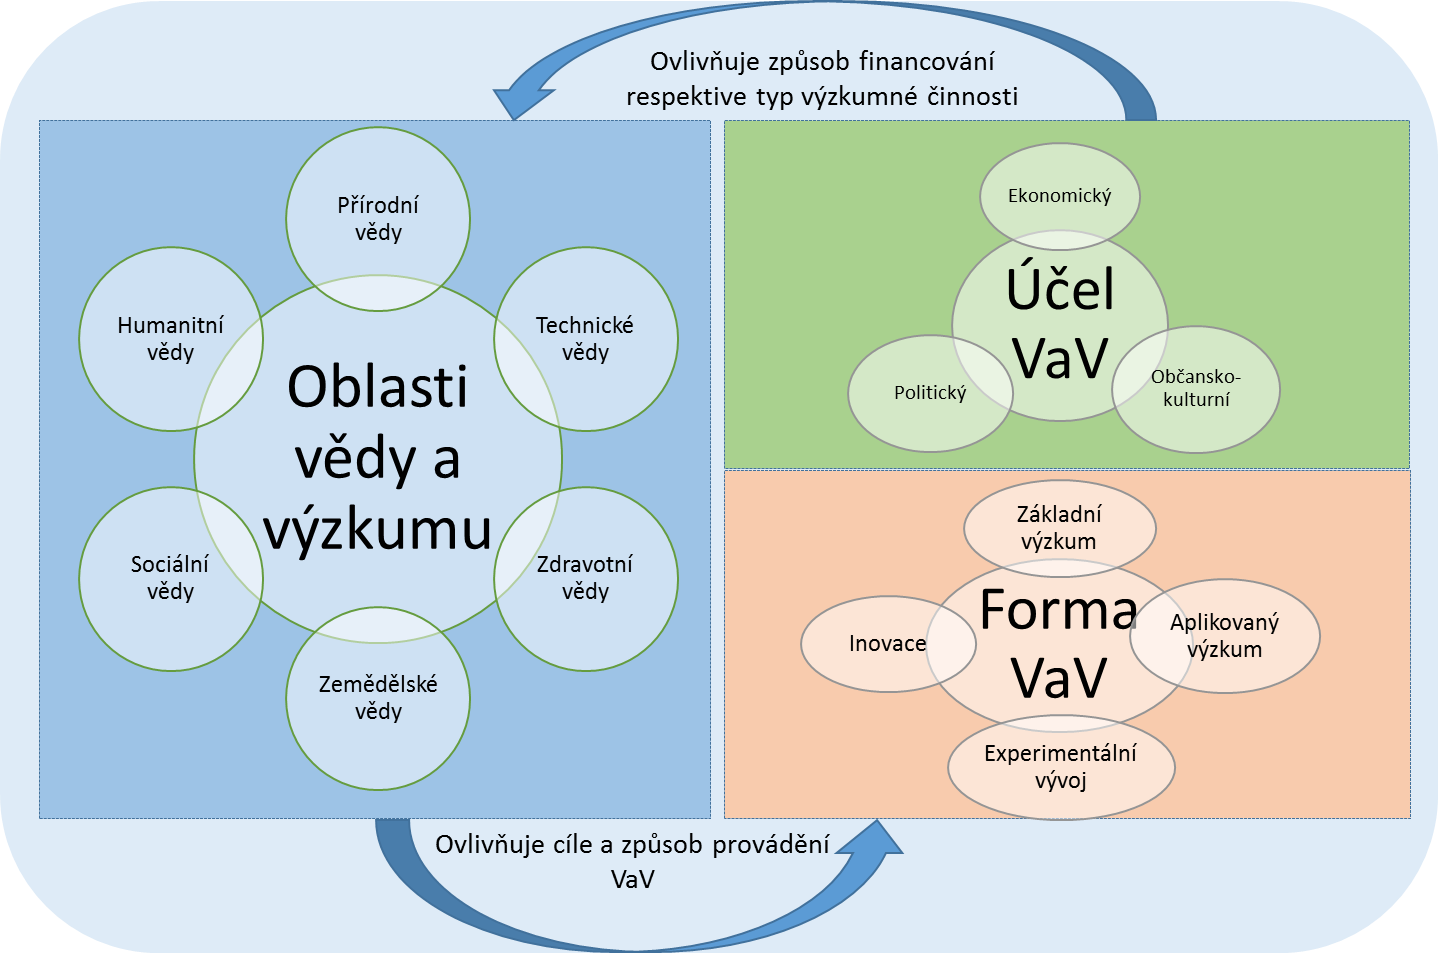 Ovlivňuje způsob financování
respektive typ výzkumné činnosti
Přírodní
vědy
Humanitní
vědy
Technické
vědy
Oblasti
vědy a
výzkumu
Sociální
vědy
Zdravotní
vědy
Zemědělské
vědy
Ekonomický
Účel
VaV
Politický
Občansko-
kulturní
Základní
výzkum
Forma
VaV
Inovace
Aplikovaný
výzkum
Experimentální
vývoj
Ovlivňuje cíle a způsob provádění
VaV